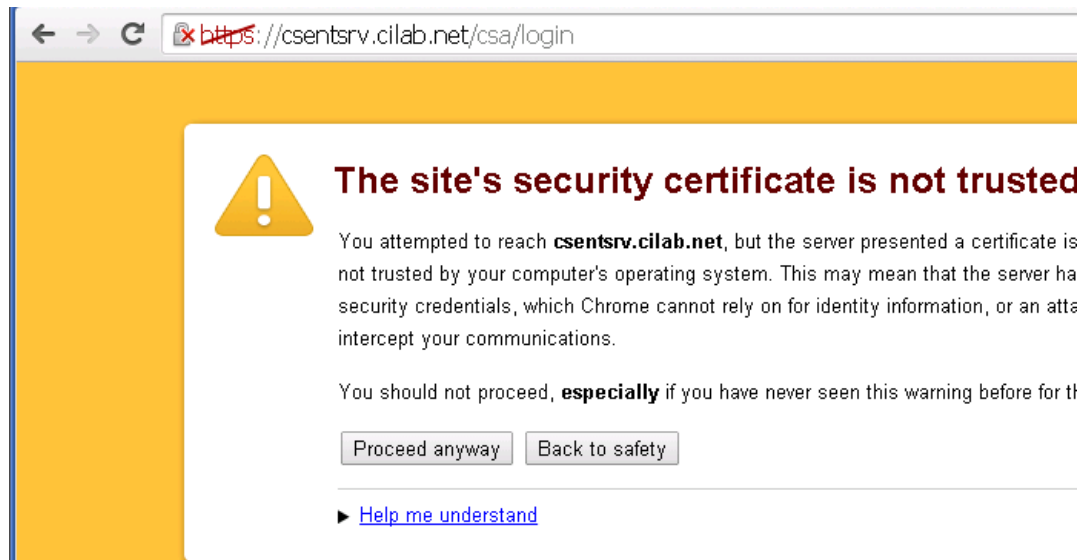 https://csentsrv.cilab.net/csa/login
The site's security certificate is not trusted
You attempted to reach csentsrv.cilab.net, but the server presented a certificate is
not trusted by your computer's operating system. This may mean that the server ha
security credentials, which Chrome cannot rely on for identity information, or an atta
intercept your communications.
You should not proceed, especially if you have never seen this warning before for th
Proceed anyway Back to safety
Help me understand